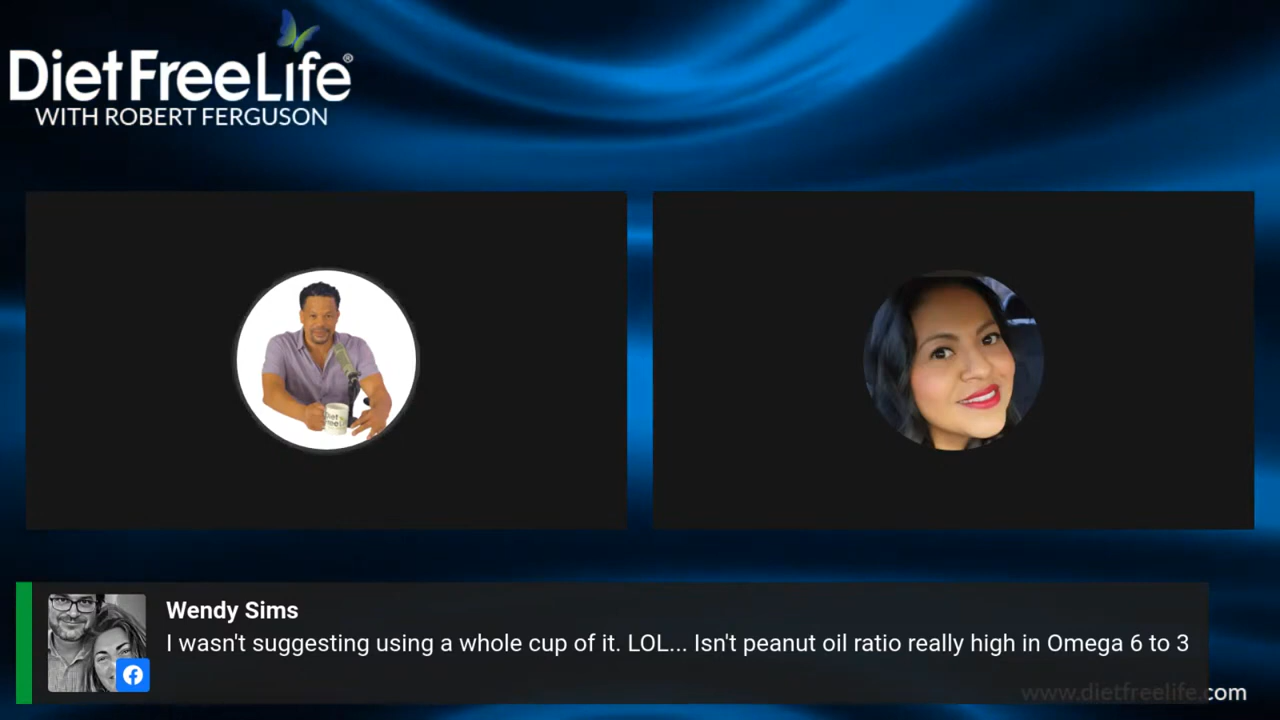 DietFreeLife®
WITH ROBERT FERGUSON
Wendy Sims
I wasn't suggesting using a whole cup of it. LOL... Isn't peanut oil ratio really high in Omega 6 to 3
www.dietfreelife.com